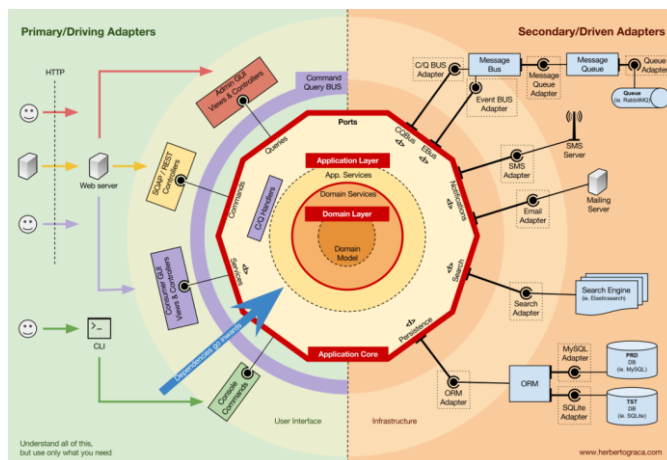 Primary/Driving Adapters
Secondary/Driven Adapters
HTTP
Web server
CLI
Admin GUI
Views & Controllers
SOAP / REST
Controllers
Consumer GUI
Views & Controllers
Console
Commands
Command
Query BUS
Dependencies go inwards
Ports
Queries
Commands
Services
C/Q Handlers
CQBus
EBus
Notifications
Search
Persistence
Application Layer
App. Services
Domain Services
Domain Layer
Domain
Model
Application Core
C/Q BUS
Adapter
Message
Bus
Event BUS
Adapter
Message
Queue
Adapter
Message
Queue
Queue
Adapter
Queue
(ie. RabbitMQ)
SMS
Adapter
SMS
Server
Email
Adapter
Mailing
Server
Search
Adapter
Search Engine
(ie. Elasticsearch)
ORM
Adapter
ORM
MySQL
Adapter
PRD
DB
(ie. MySQL)
SQLite
Adapter
TST
DB
(ie. SQLite)
User Interface
Infrastructure
Understand all of this,
but use only what you need
www.herbertograca.com